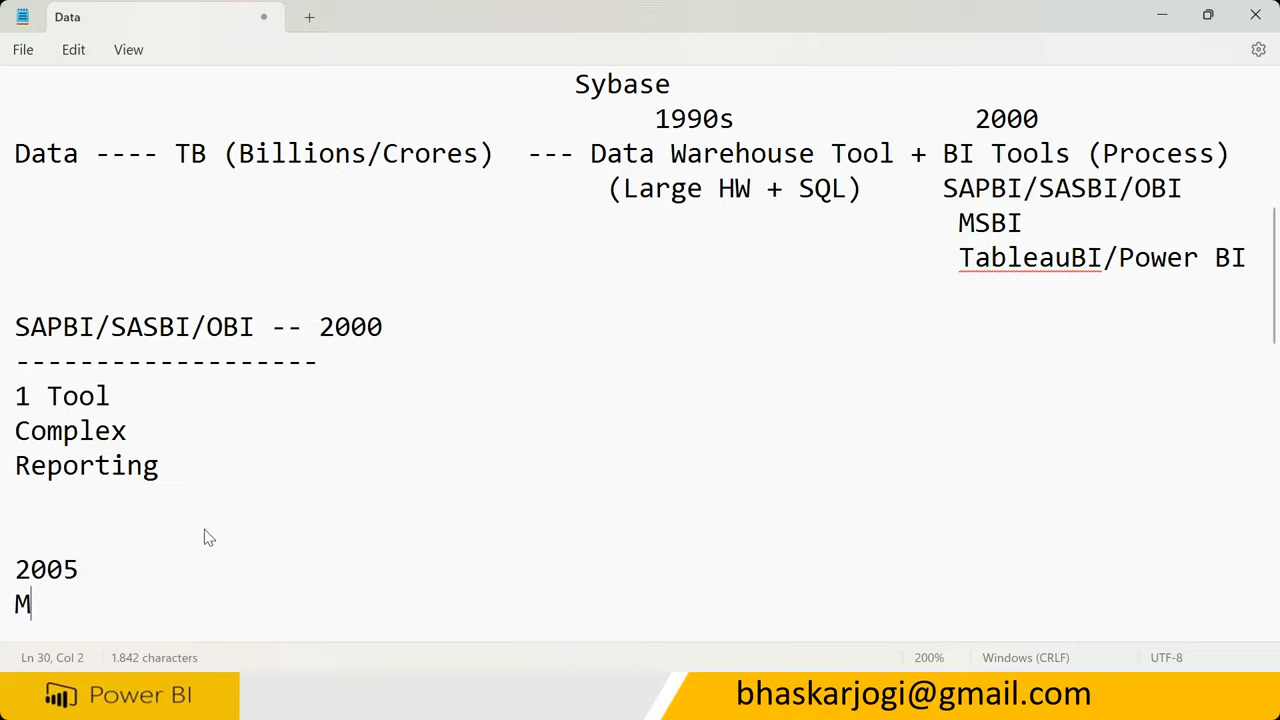 Data
File Edit View
Sybase
1990s 2000
Data ---- TB (Billions/Crores) --- Data Warehouse Tool + BI Tools (Process)
(Large HW + SQL) SAPBI/SASBI/OBI
MSBI
TableauBI/Power BI
SAPBI/SASBI/OBI -- 2000
-------------------
1 Tool
Complex
Reporting
2005
M
Ln 30, Col 2 1.842 characters 200% Windows (CRLF) UTF-8
Power BI bhaskarjogi@gmail.com